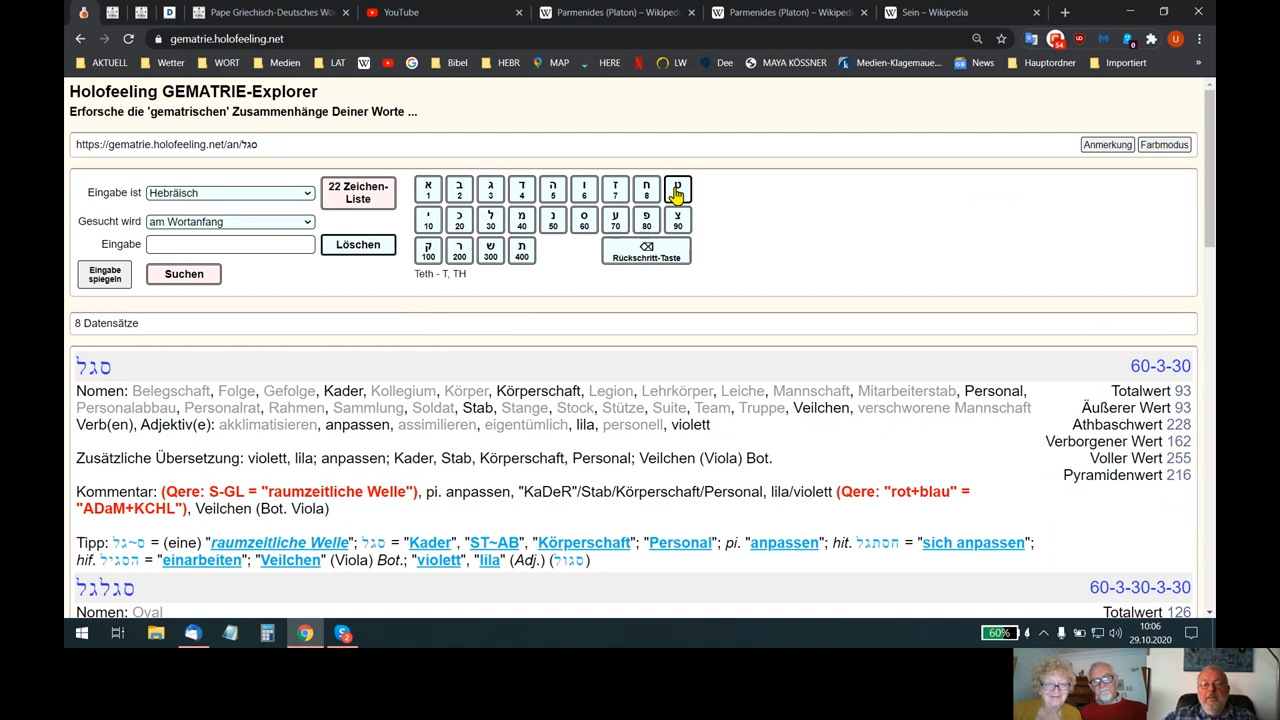 Pape Griechisch-Deutsches Wö
YouTube
Parmenides (Platon) – Wikipedi
Parmenides (Platon) – Wikipedi
Sein – Wikipedia
gematrie.holofeeling.net
AKTUELL Wetter WORT Medien LAT Bibel HEBR MAP HERE LW Dee MAYA KÖSSNER Medien-Klagemaue... News Hauptordner Importiert »
Holofeeling GEMATRIE-Explorer
Erforsche die 'gematrischen' Zusammenhänge Deiner Worte ...
https://gematrie.holofeeling.net/an/סגל
Anmerkung Farbmodus
Eingabe ist Hebräisch
22 Zeichen-
Liste
Gesucht wird am Wortanfang
Eingabe
Löschen
Eingabe
spiegeln
Suchen
א ב ג ד ה ו ז ח ט
1 2 3 4 5 6 7 8
י כ ל מ נ ס ע פ צ
10 20 30 40 50 60 70 80 90
ק ר ש ת
100 200 300 400
Rückschritt-Taste
Teth - T, TH
8 Datensätze
סגל 60-3-30
Nomen: Belegschaft, Folge, Gefolge, Kader, Kollegium, Körper, Körperschaft, Legion, Lehrkörper, Leiche, Mannschaft, Mitarbeiterstab, Personal,
Personalabbau, Personalrat, Rahmen, Sammlung, Soldat, Stab, Stange, Stock, Stütze, Suite, Team, Truppe, Veilchen, verschworene Mannschaft
Verb(en), Adjektiv(e): akklimatisieren, anpassen, assimilieren, eigentümlich, lila, personell, violett
Totalwert 93
Äußerer Wert 93
Athbaschwert 228
Verborgener Wert 162
Voller Wert 255
Pyramidenwert 216
Zusätzliche Übersetzung: violett, lila; anpassen; Kader, Stab, Körperschaft, Personal; Veilchen (Viola) Bot.
Kommentar: (Qere: S-GL = "raumzeitliche Welle"), pi. anpassen, "KaDeR"/Stab/Körperschaft/Personal, lila/violett (Qere: "rot+blau" =
"ADaM+KCHL"), Veilchen (Bot. Viola)
Tipp: ס~גל = (eine) "raumzeitliche Welle"; סגל = "Kader", "ST~AB", "Körperschaft"; "Personal"; pi. "anpassen"; hit. הסתגל = "sich anpassen";
hif. הסגיל = "einarbeiten"; "Veilchen" (Viola) Bot.; "violett", "lila" (Adj.) (סגול)
סגלגל 60-3-30-3-30
Nomen: Oval
Totalwert 126
60%
10:06
29.10.2020